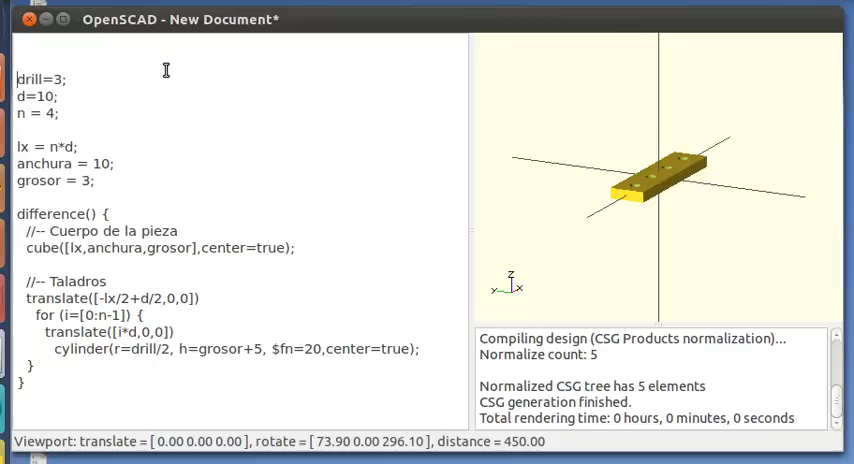 OpenSCAD - New Document*
drill=3;
d=10;
n = 4;
lx = n*d;
anchura = 10;
grosor = 3;
difference() {
//-- Cuerpo de la pieza
cube([lx,anchura,grosor],center=true);
//-- Taladros
translate([-lx/2+d/2,0,0])
for (i=[0:n-1]) {
translate([i*d,0,0])
cylinder(r=drill/2, h=grosor+5, $fn=20,center=true);
}
}
Z
Y
X
Compiling design (CSG Products normalization)...
Normalize count: 5
Normalized CSG tree has 5 elements
CSG generation finished.
Total rendering time: 0 hours, 0 minutes, 0 seconds
Viewport: translate = [ 0.00 0.00 0.00 ], rotate = [ 73.90 0.00 296.10 ], distance = 450.00